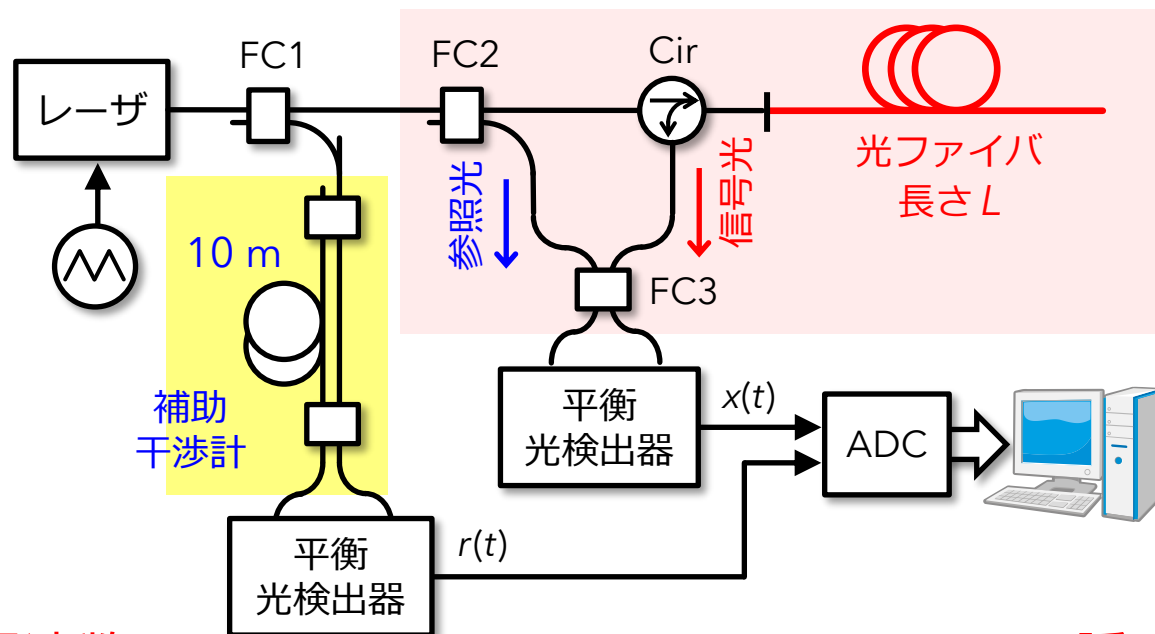 FC1
FC2
Cir
レーザ
光ファイバ
長さ L
参照光
信号光
10 m
FC3
補助
干渉計
平衡
光検出器
x(t)
ADC
平衡
光検出器
r(t)